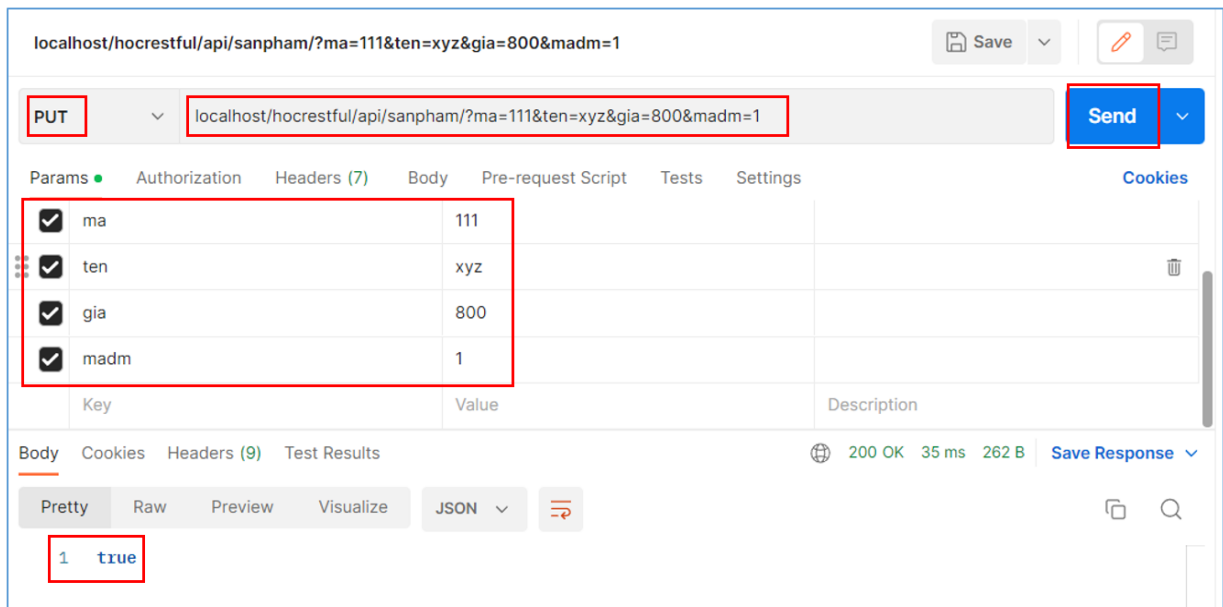 localhost/hocrestful/api/sanpham/?ma=111&ten=xyz&gia=800&madm=1 Save
PUT localhost/hocrestful/api/sanpham/?ma=111&ten=xyz&gia=800&madm=1 Send
Params Authorization Headers (7) Body Pre-request Script Tests Settings Cookies
ma 111
ten xyz
gia 800
madm 1
Key Value Description
Body Cookies Headers (9) Test Results 200 OK 35 ms 262 B Save Response
Pretty Raw Preview Visualize JSON
1 true